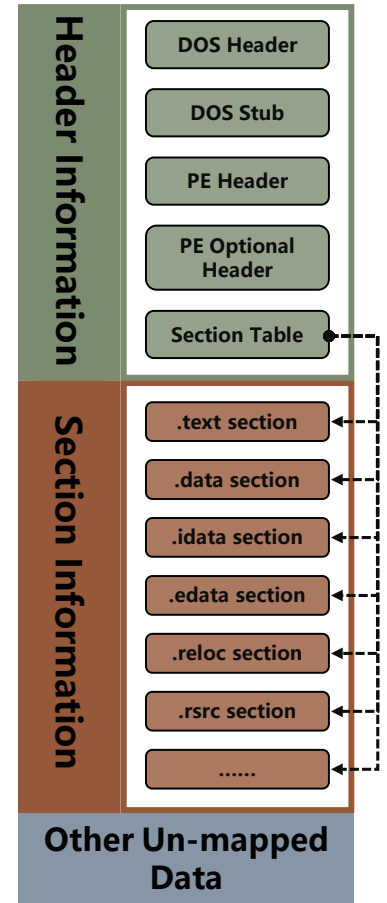 Header Information
DOS Header
DOS Stub
PE Header
PE Optional
Header
Section Table
Section Information
.text section
.data section
.idata section
.edata section
.reloc section
.rsrc section
......
Other Un-mapped
Data